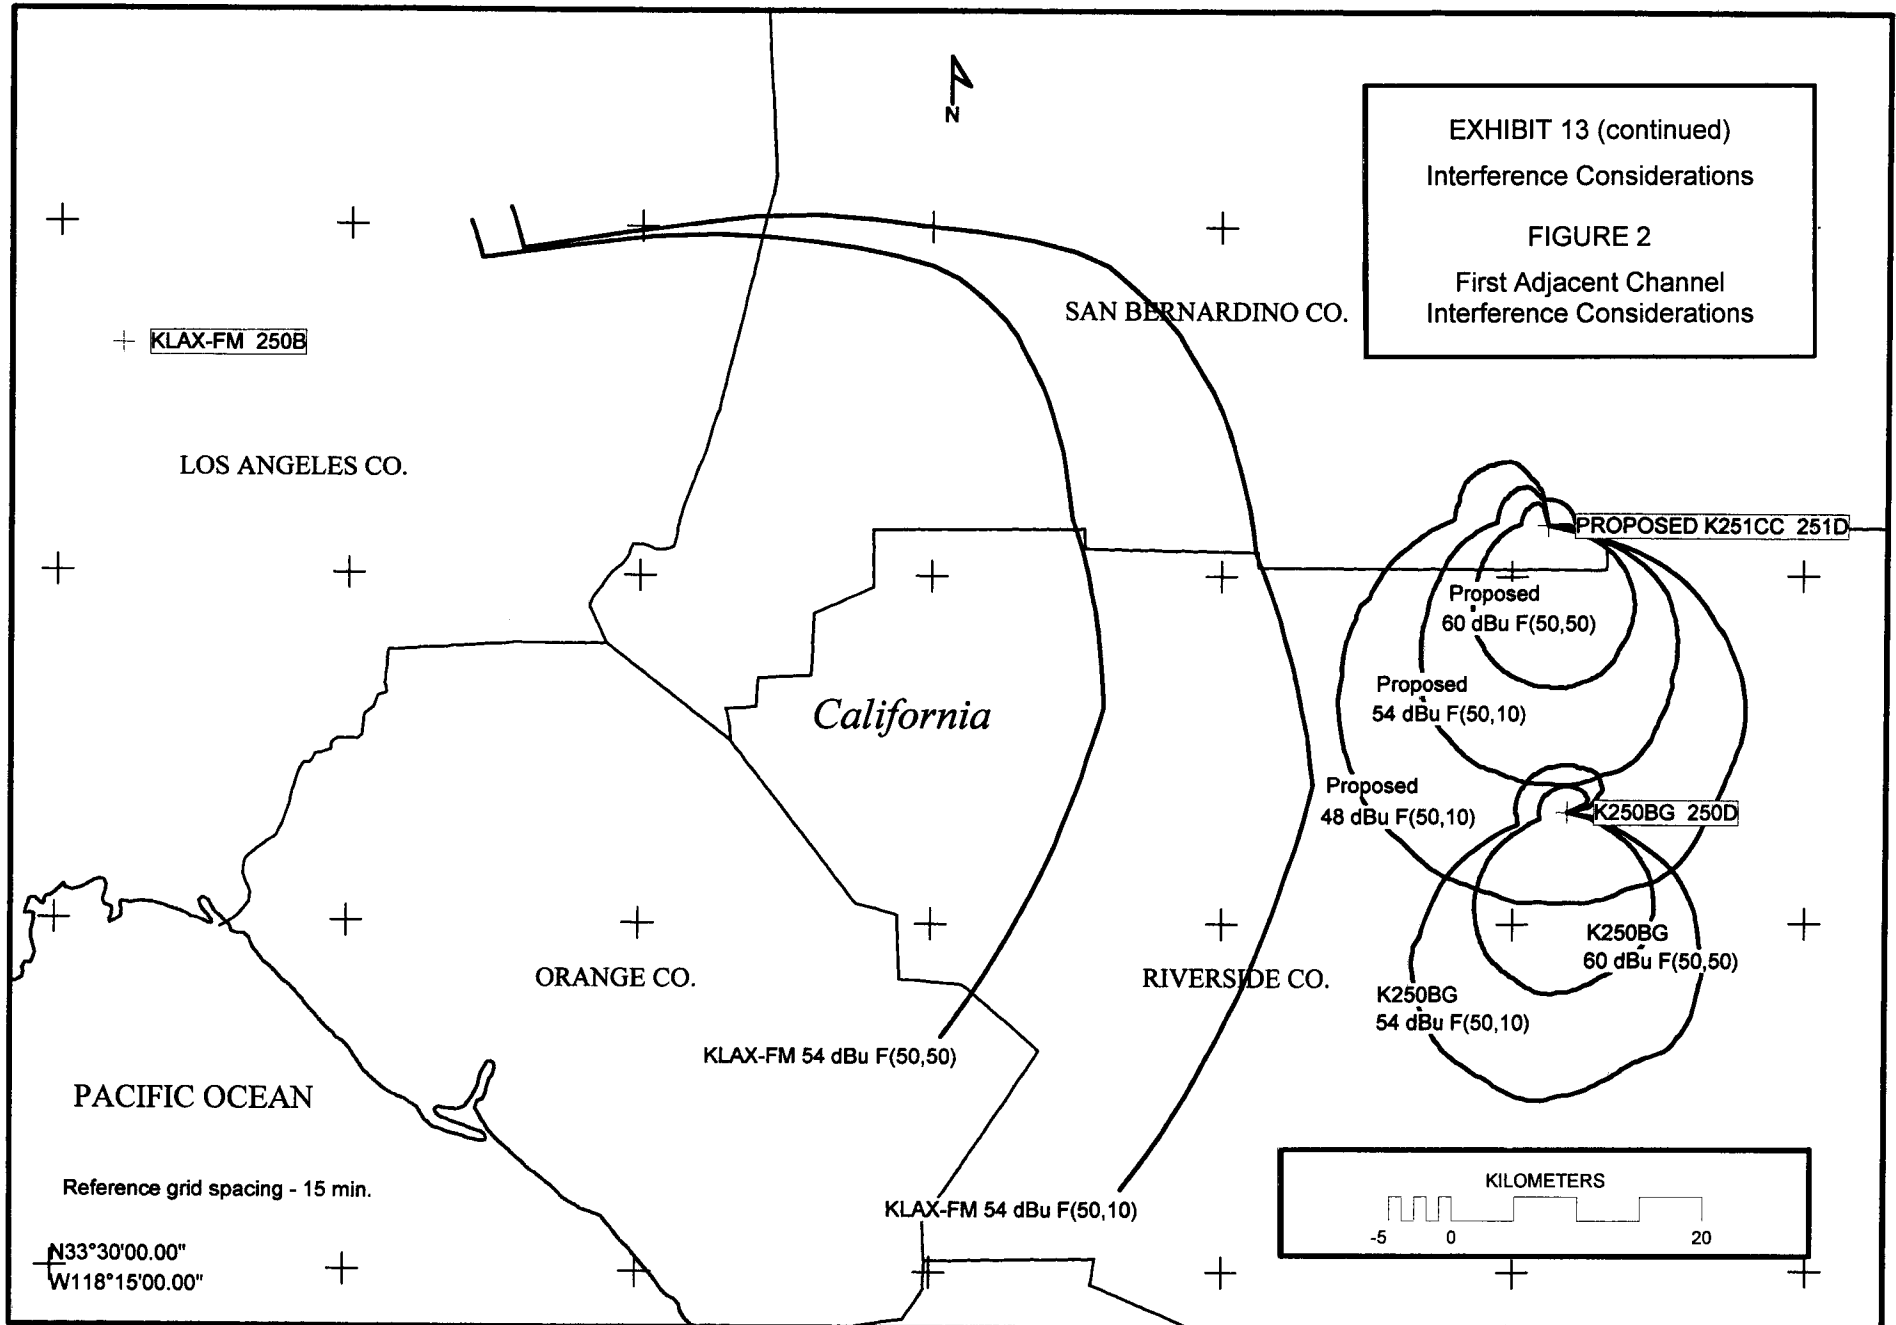 N
EXHIBIT 13 (continued)
Interference Considerations
FIGURE 2
First Adjacent Channel
Interference Considerations
SAN BERNARDINO CO.
KLAX-FM 250B
LOS ANGELES CO.
PROPOSED K251CC 251D
Proposed
60 dBu F(50,50)
Proposed
54 dBu F(50,10)
California
Proposed
48 dBu F(50,10)
K250BG 250D
K250BG
60 dBu F(50,50)
ORANGE CO.
RIVERSIDE CO.
K250BG
54 dBu F(50,10)
KLAX-FM 54 dBu F(50,50)
PACIFIC OCEAN
Reference grid spacing - 15 min.
KLAX-FM 54 dBu F(50,10)
KILOMETERS
-5 0 20
N33°30'00.00"
W118°15'00.00"